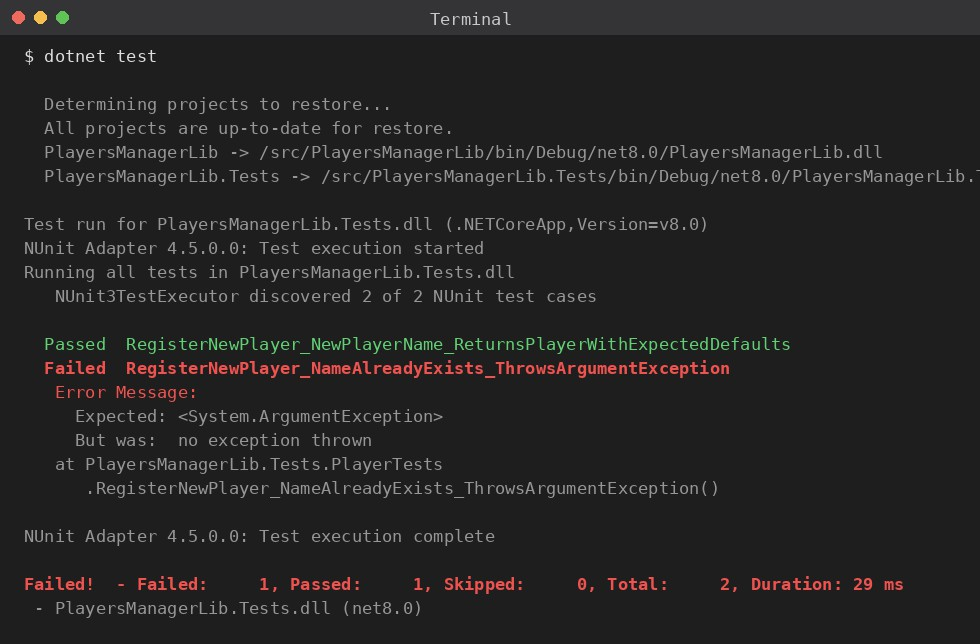 Terminal
$ dotnet test
Determining projects to restore...
All projects are up-to-date for restore.
PlayersManagerLib -> /src/PlayersManagerLib/bin/Debug/net8.0/PlayersManagerLib.dll
PlayersManagerLib.Tests -> /src/PlayersManagerLib.Tests/bin/Debug/net8.0/PlayersManagerLib.T
Test run for PlayersManagerLib.Tests.dll (.NETCoreApp,Version=v8.0)
NUnit Adapter 4.5.0.0: Test execution started
Running all tests in PlayersManagerLib.Tests.dll
NUnit3TestExecutor discovered 2 of 2 NUnit test cases
Passed  RegisterNewPlayer_NewPlayerName_ReturnsPlayerWithExpectedDefaults
Failed  RegisterNewPlayer_NameAlreadyExists_ThrowsArgumentException
Error Message:
Expected: <System.ArgumentException>
But was:  no exception thrown
at PlayersManagerLib.Tests.PlayerTests
.RegisterNewPlayer_NameAlreadyExists_ThrowsArgumentException()
NUnit Adapter 4.5.0.0: Test execution complete
Failed!  - Failed:     1, Passed:     1, Skipped:     0, Total:     2, Duration: 29 ms
- PlayersManagerLib.Tests.dll (net8.0)